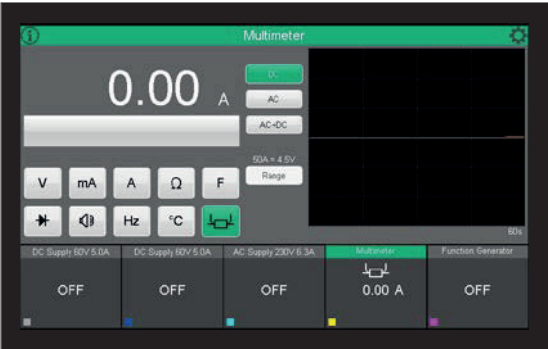 Multimeter
0.00 A
DC
AC
AC+DC
50A = 4.5V
Range
V mA A Ω F
Hz °C
60s
DC Supply 60V 5.0A
OFF
DC Supply 60V 5.0A
OFF
AC Supply 230V 6.3A
OFF
Multimeter
0.00 A
Function Generator
OFF